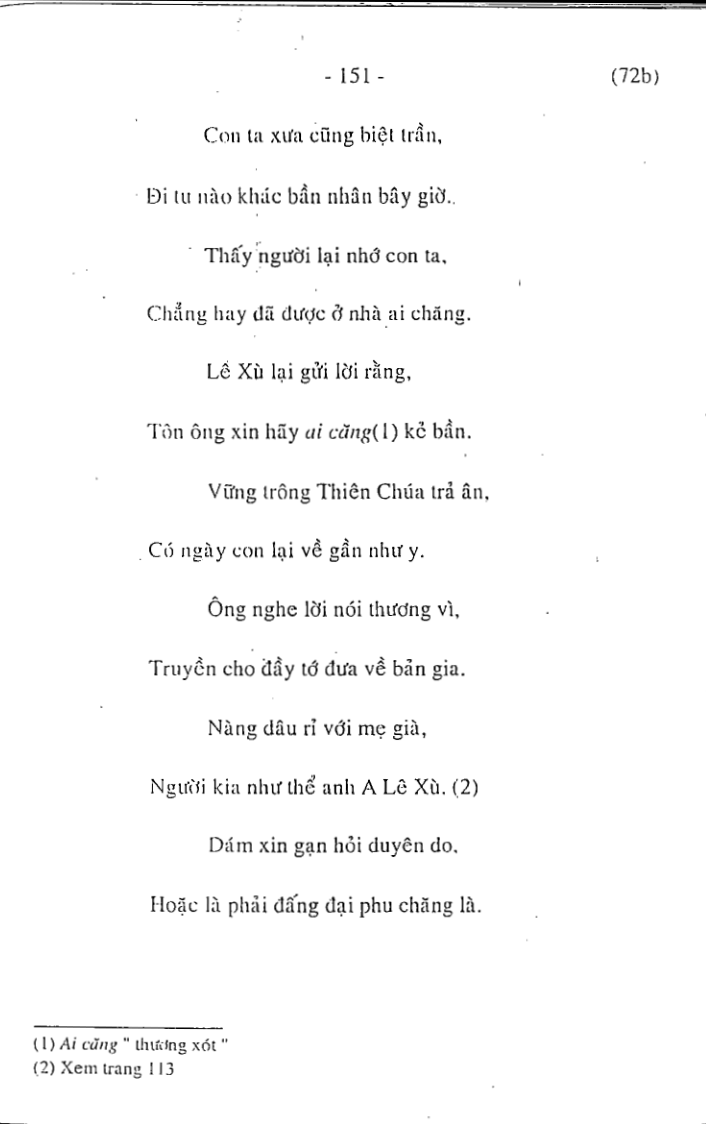 - 151 - (72b)
Con ta xưa cũng biệt trần,
Đi tu nào khác bần nhân bây giờ.
Thấy người lại nhớ con ta,
Chẳng hay đã được ở nhà ai chăng.
Lê Xù lại gửi lời rằng,
Tôn ông xin hãy ai căng(1) kẻ bần.
Vững trông Thiên Chúa trả ân,
Có ngày con lại về gần như y.
Ông nghe lời nói thương vì,
Truyền cho đầy tớ đưa về bản gia.
Nàng dâu rỉ với mẹ già,
Người kia như thể anh A Lê Xù. (2)
Dám xin gạn hỏi duyên do,
Hoặc là phải đấng đại phu chăng là.
(1) Ai căng " thương xót "
(2) Xem trang 113